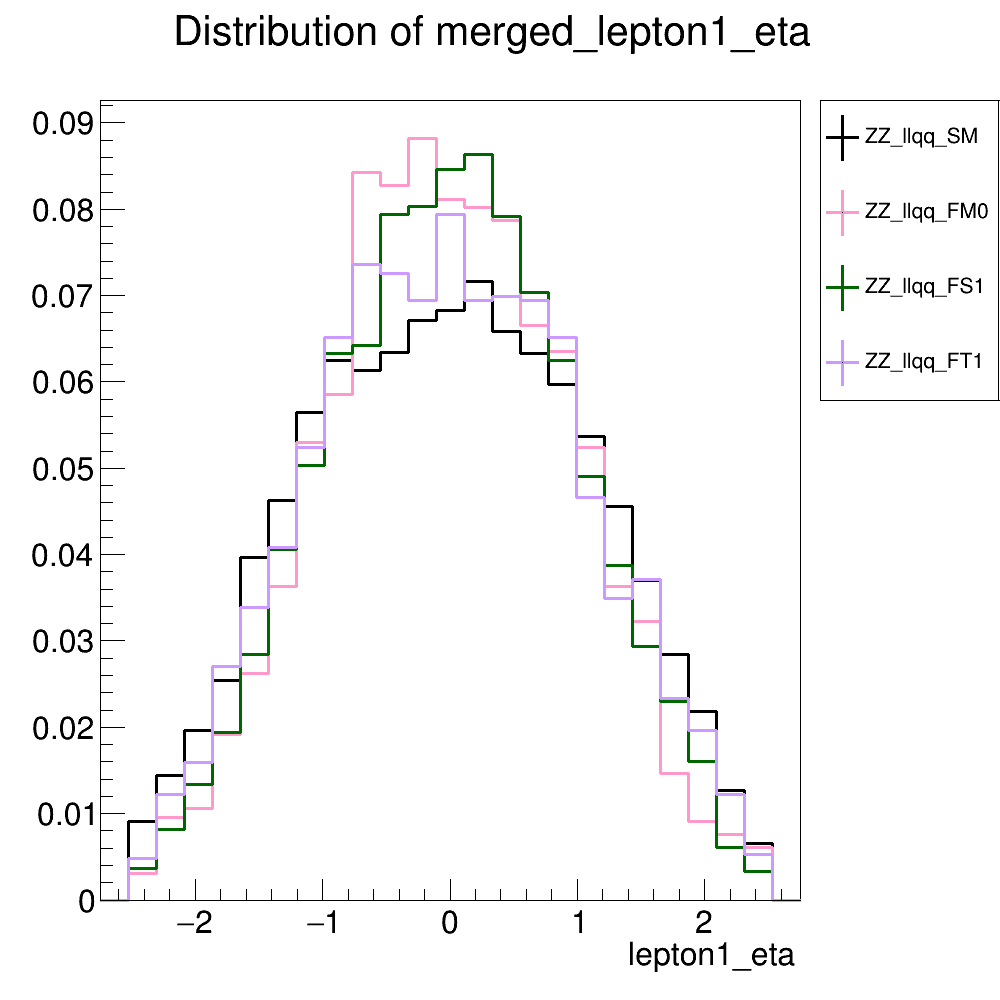 Distribution of merged_lepton1_eta
0.09
0.08
0.07
0.06
0.05
0.04
0.03
0.02
0.01
0
−2
−1
0
1
2
lepton1_eta
ZZ_llqq_SM
ZZ_llqq_FM0
ZZ_llqq_FS1
ZZ_llqq_FT1